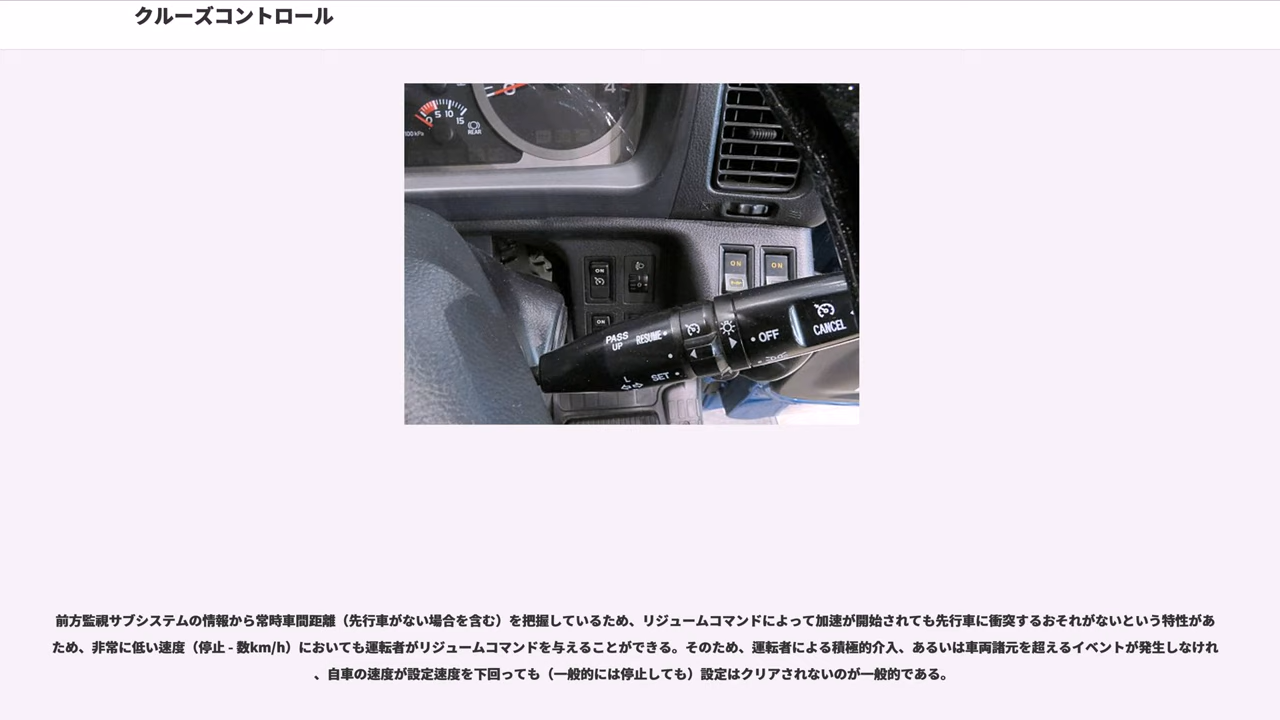 クルーズコントロール
4
0
5 10
15
REAR
100 kPa
ON
ON
ON
ON
PASS
UP
RESUME
OFF
CANCEL
L
SET
前方監視サブシステムの情報から常時車間距離（先行車がない場合を含む）を把握しているため、リジュームコマンドによって加速が開始されても先行車に衝突するおそれがないという特性があ
ため、非常に低い速度（停止 - 数km/h）においても運転者がリジュームコマンドを与えることができる。そのため、運転者による積極的介入、あるいは車両諸元を超えるイベントが発生しなけれ
、自車の速度が設定速度を下回っても（一般的には停止しても）設定はクリアされないのが一般的である。